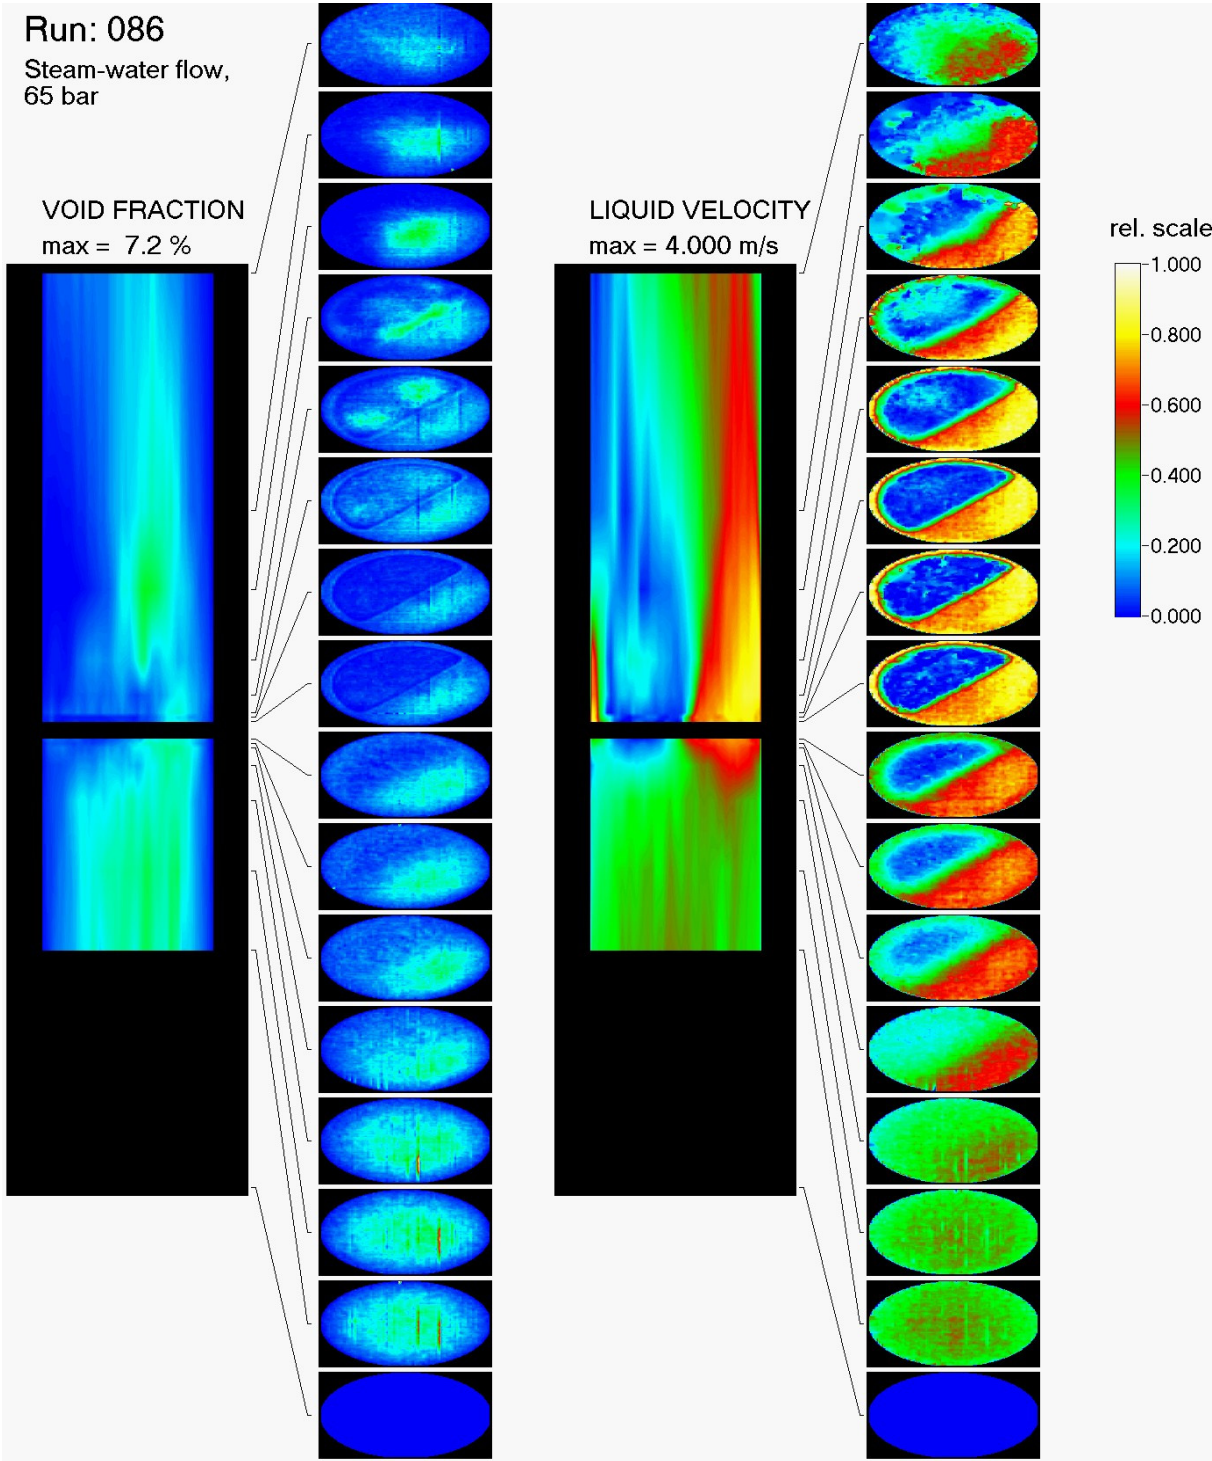 Run: 086
Steam-water flow,
65 bar
VOID FRACTION
max = 7.2 %
LIQUID VELOCITY
max = 4.000 m/s
rel. scale
1.000
0.800
0.600
0.400
0.200
0.000